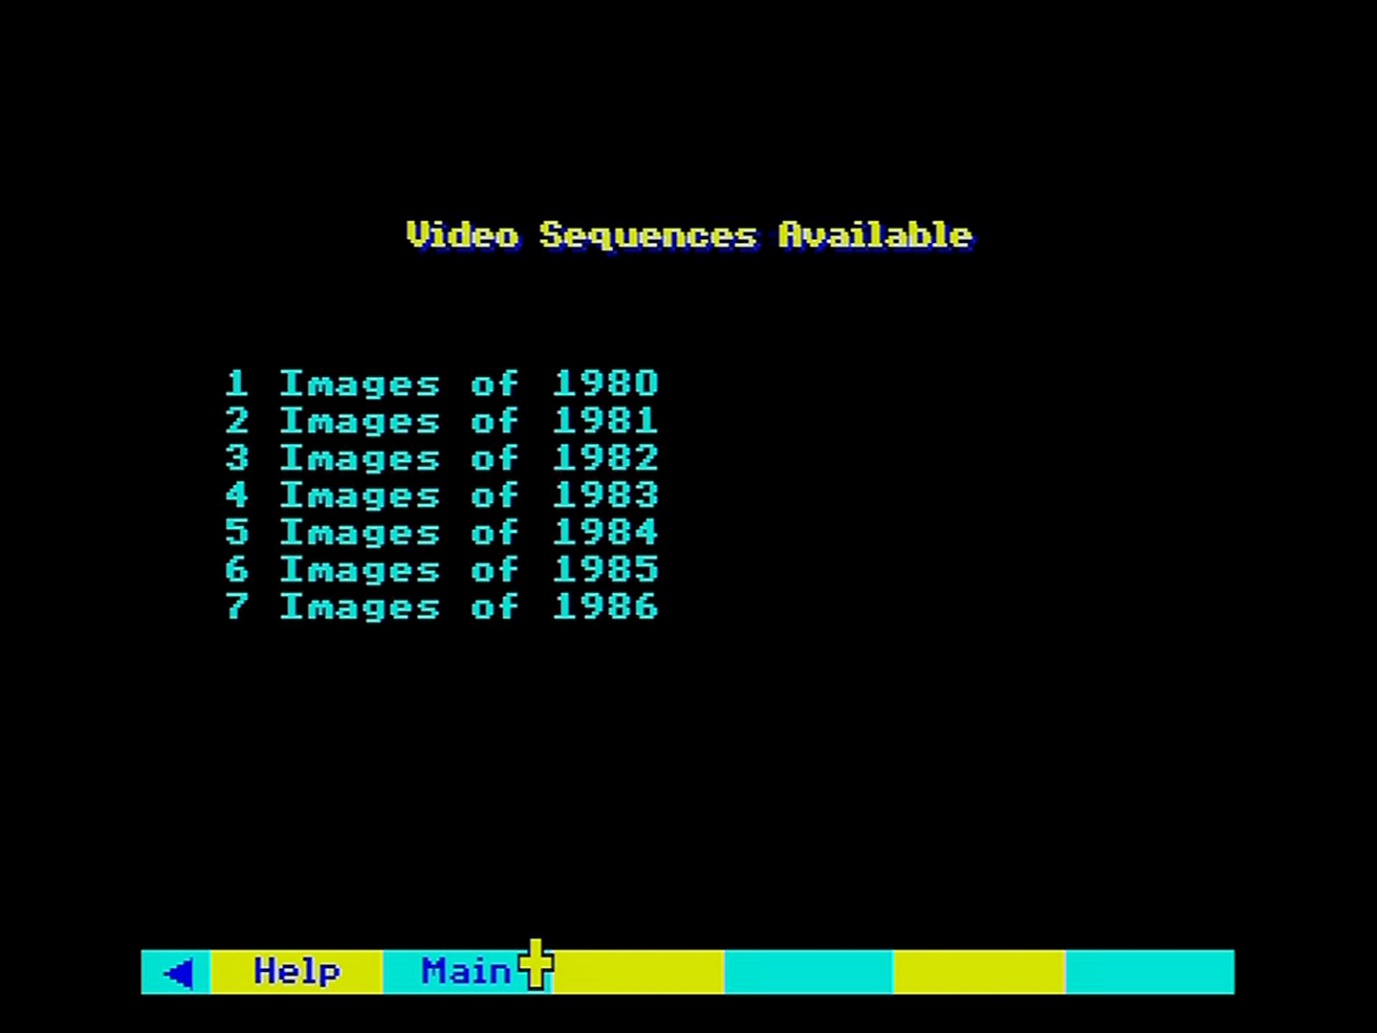 Video Sequences Available
1 Images of 1980
2 Images of 1981
3 Images of 1982
4 Images of 1983
5 Images of 1984
6 Images of 1985
7 Images of 1986
Help Main